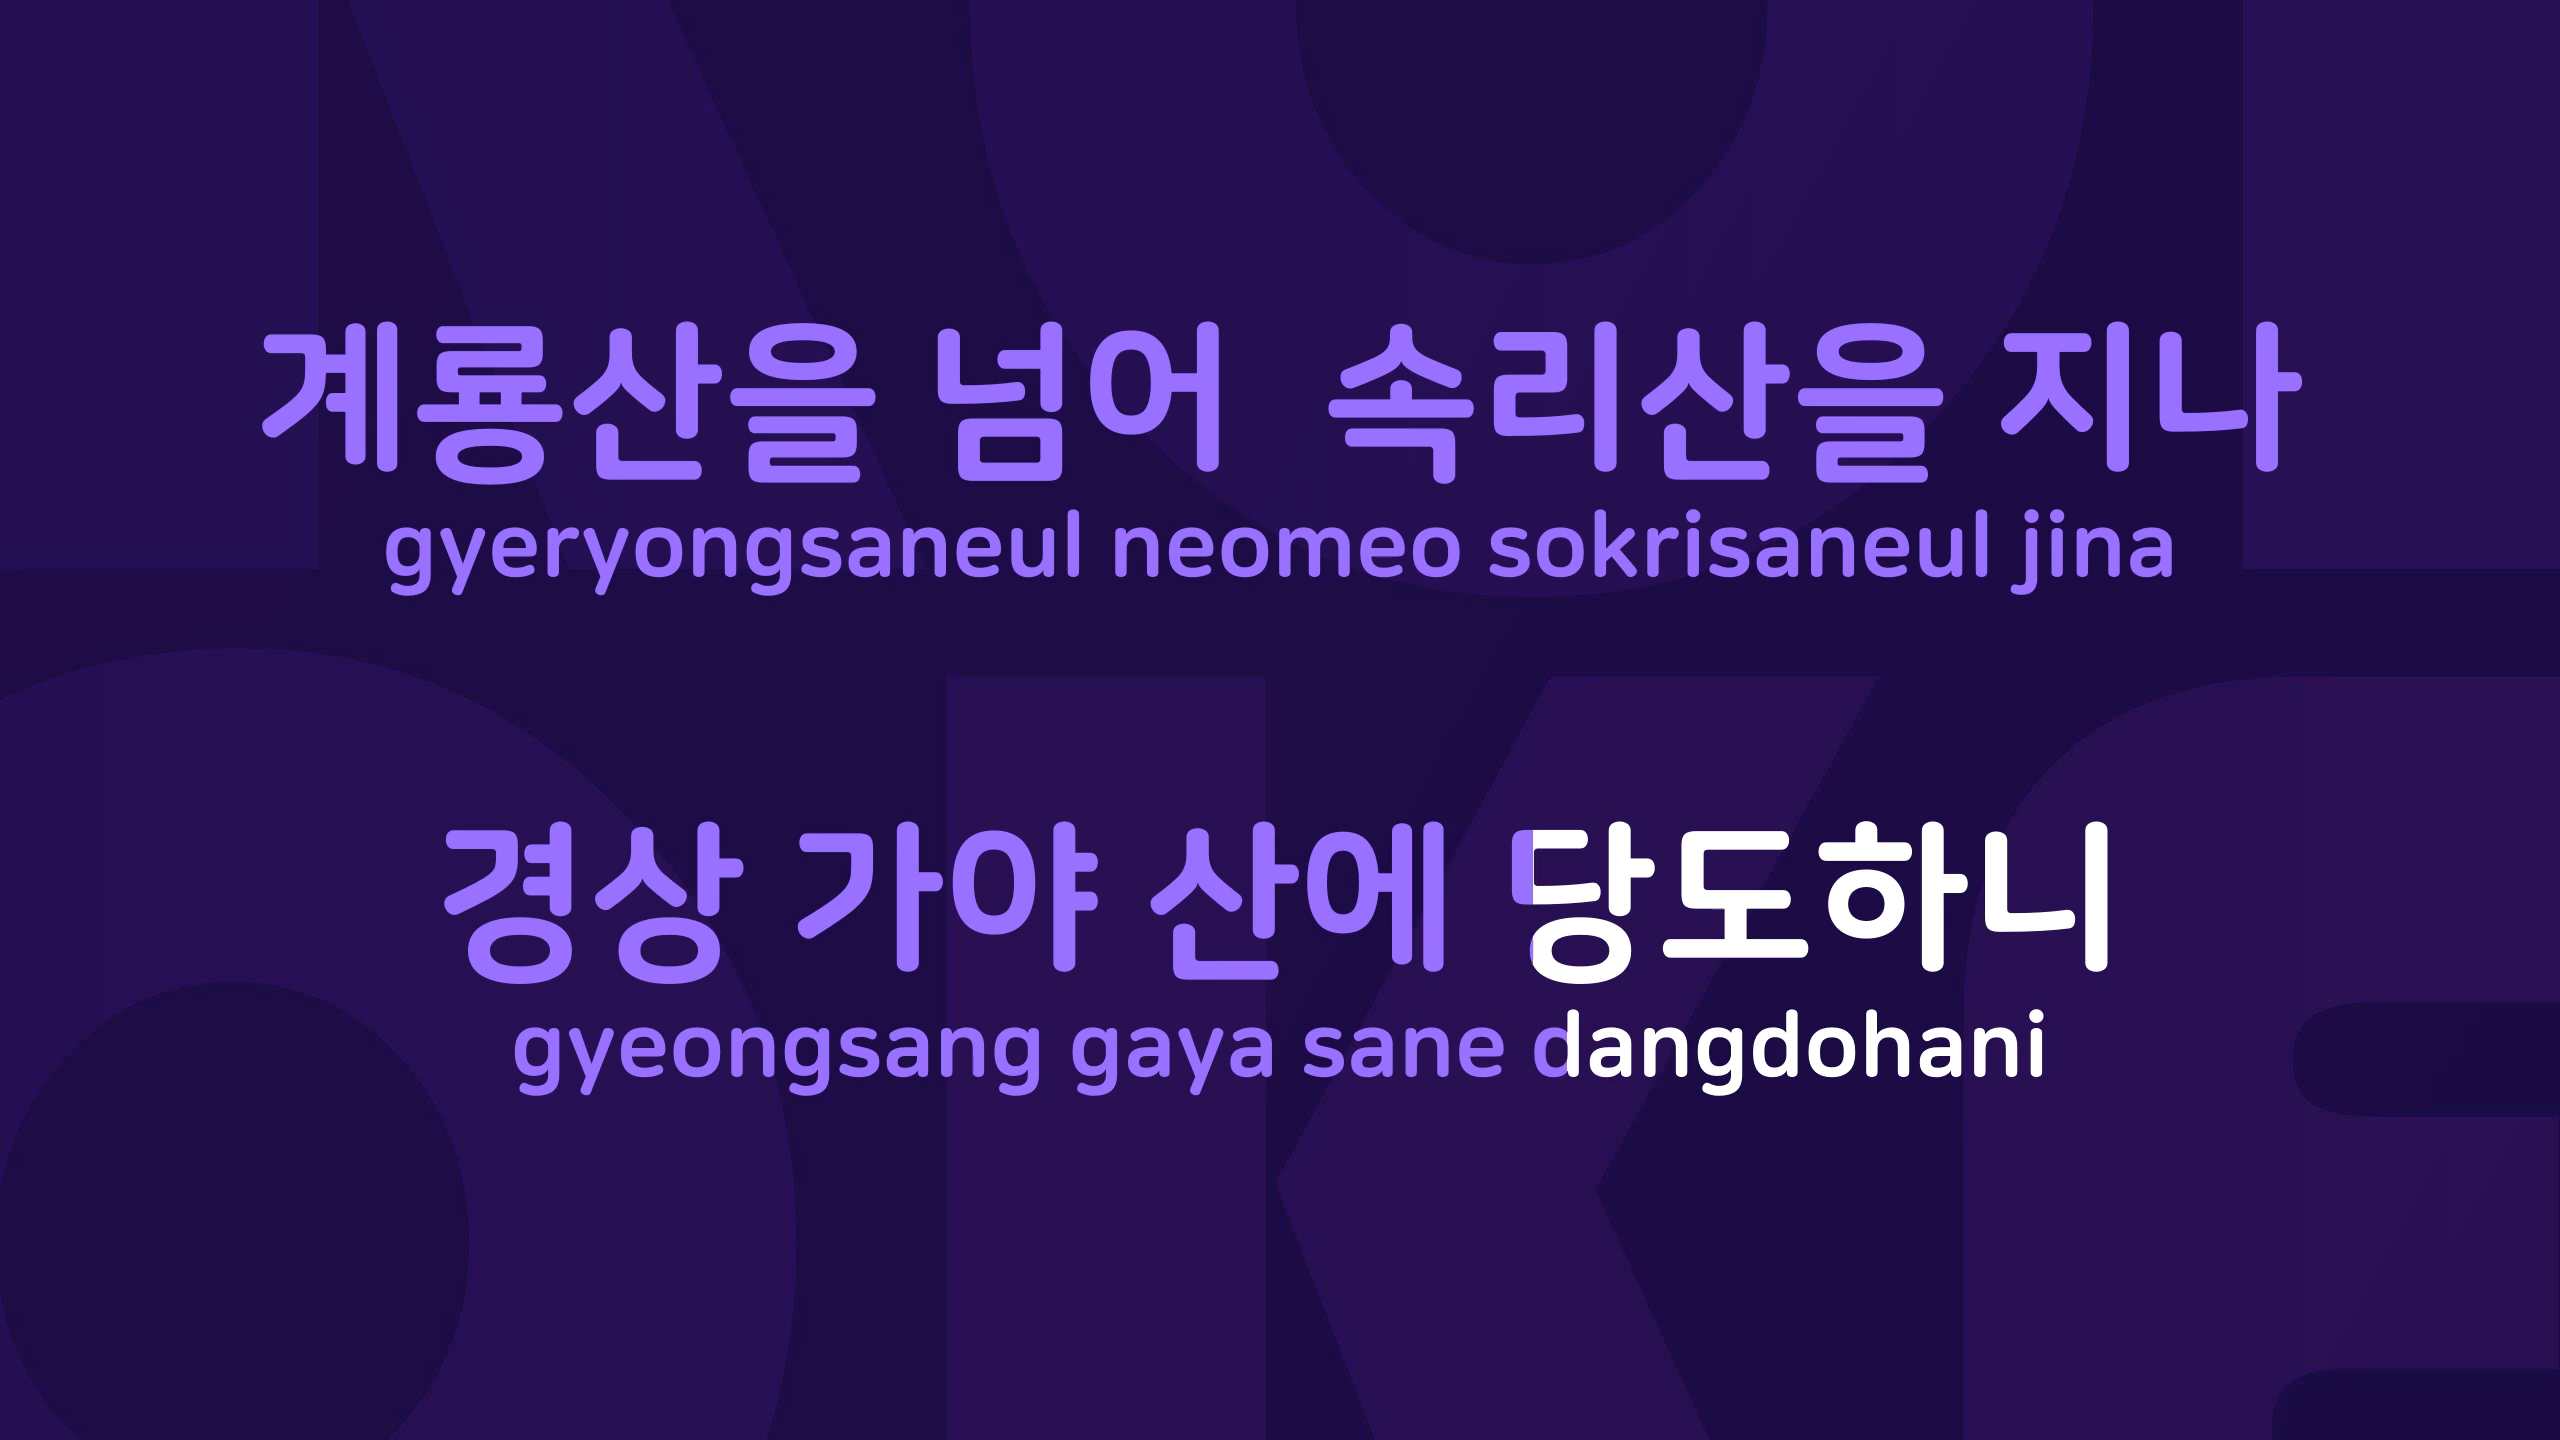 계룡산을 넘어  속리산을 지나
gyeryongsaneul neomeo sokrisaneul jina
경상 가야 산에 당도하니
gyeongsang gaya sane dangdohani